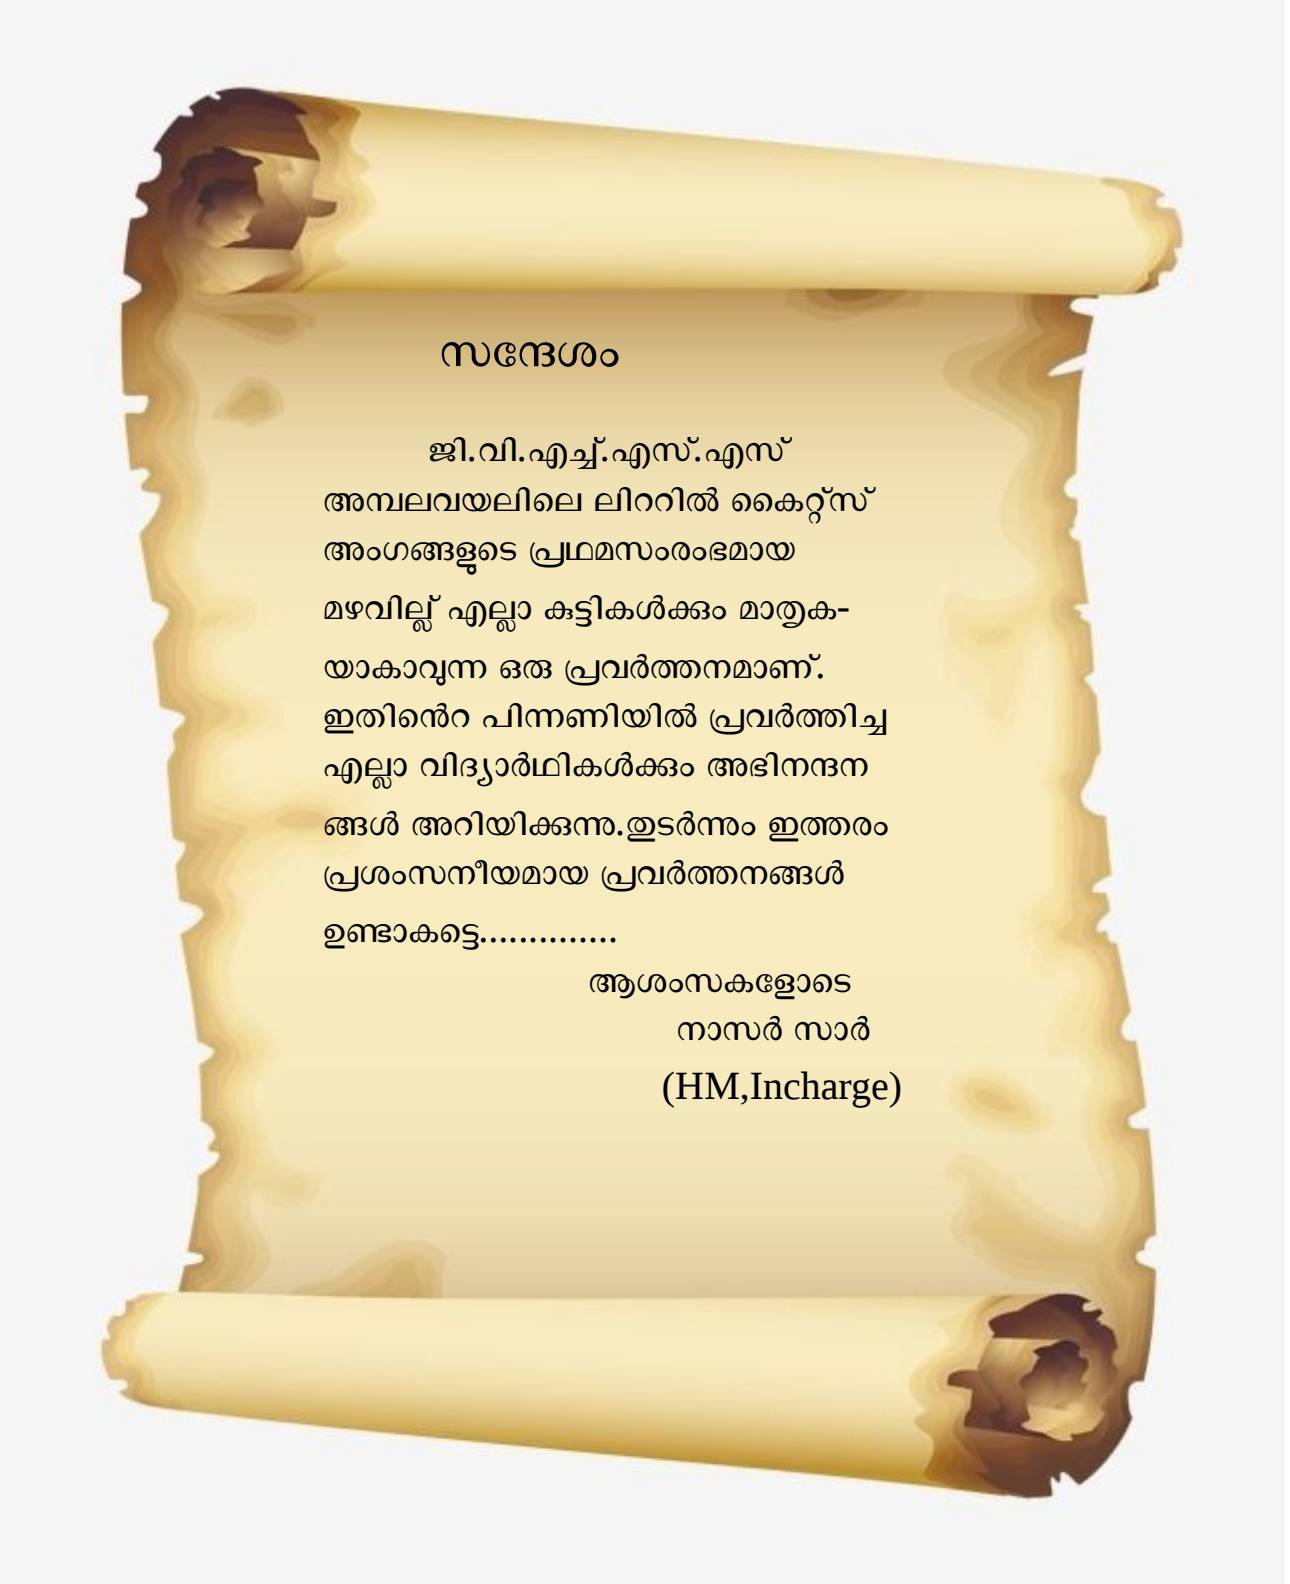 സന്ദേശം
ജി.വി.എച്ച്.എസ്.എസ്
അമ്പലവയലിലെ ലിററിൽ കൈറ്റ്സ്
അംഗങ്ങളുടെ പ്രഥമസംരംഭമായ
മഴവില്ല് എല്ലാ കുട്ടികൾക്കും മാതൃക-
യാകാവുന്ന ഒരു പ്രവർത്തനമാണ്.
ഇതിൻെറ പിന്നണിയിൽ പ്രവർത്തിച്ച
എല്ലാ വിദ്യാർഥികൾക്കും അഭിനന്ദന
ങ്ങൾ അറിയിക്കുന്നു.തുടർന്നും ഇത്തരം
പ്രശംസനീയമായ പ്രവർത്തനങ്ങൾ
ഉണ്ടാകട്ടെ..............
ആശംസകളോടെ
നാസർ സാർ
(HM,Incharge)